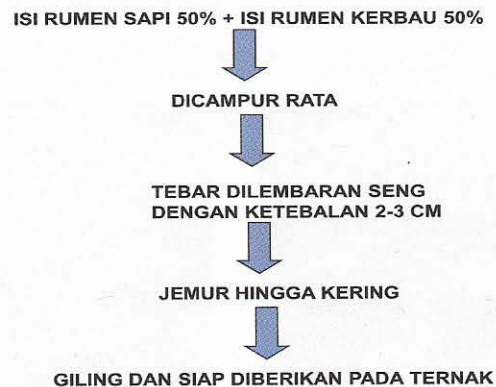 ISI RUMEN SAPI 50% + ISI RUMEN KERBAU 50%
DICAMPUR RATA
TEBAR DILEMBARAN SENG
DENGAN KETEBALAN 2-3 CM
JEMUR HINGGA KERING
GILING DAN SIAP DIBERIKAN PADA TERNAK